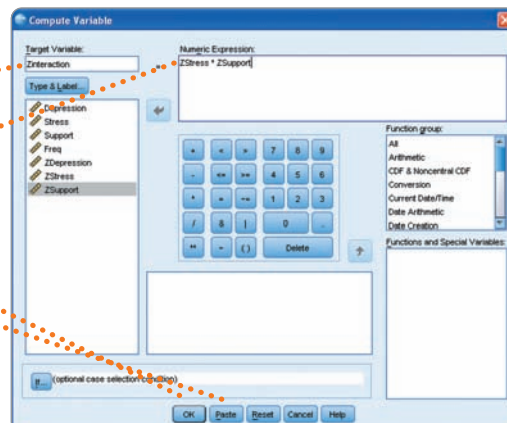 Compute Variable
Target Variable:
Zinteraction
=
Numeric Expression:
ZStress * ZSupport
Type & Label...
Depression
Stress
Support
Freq
ZDepression
ZStress
ZSupport
+ < > 7 8 9
- <= >= 4 5 6
* = ~= 1 2 3
/ & | 0 .
** ~ ( ) Delete
Function group:
All
Arithmetic
CDF & Noncentral CDF
Conversion
Current Date/Time
Date Arithmetic
Date Creation
Functions and Special Variables:
If... (optional case selection condition)
OK Paste Reset Cancel Help